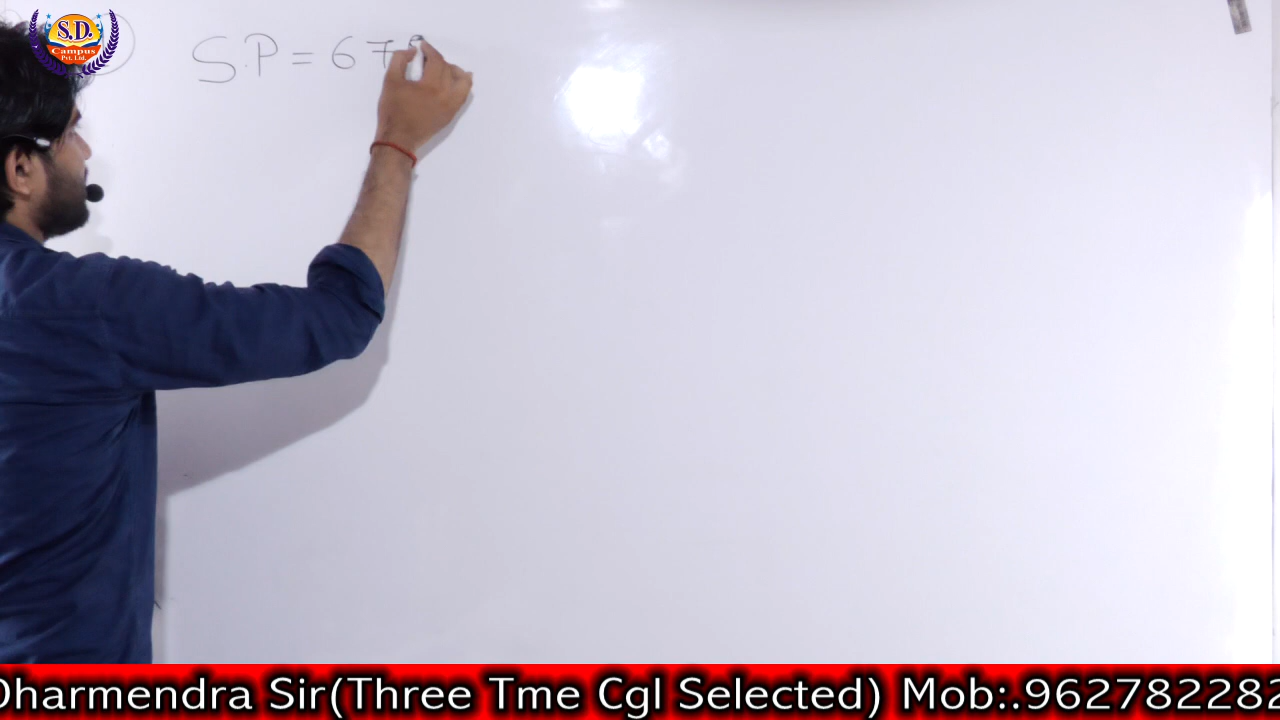 S.D.
Campus
Pvt. Ltd.
S.P = 67
Dharmendra Sir(Three Tme Cgl Selected) Mob:.962782282